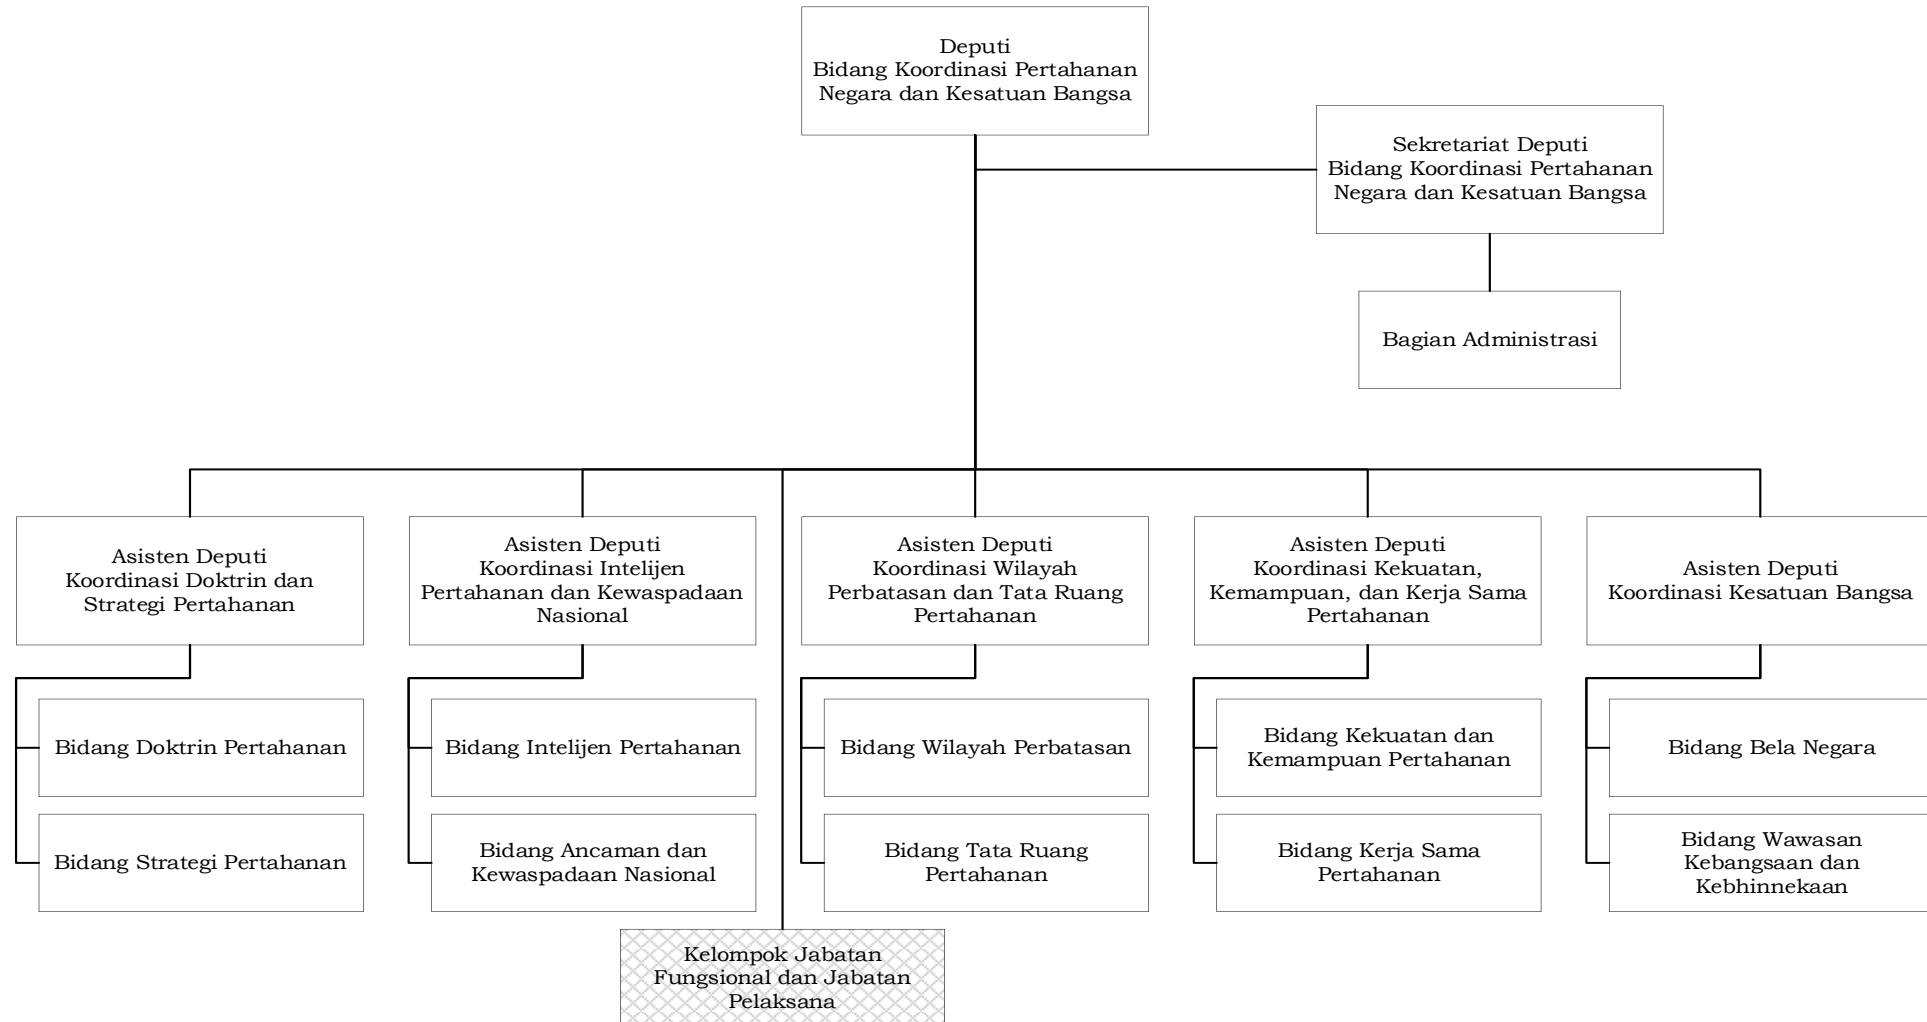 Deputi
Bidang Koordinasi Pertahanan
Negara dan Kesatuan Bangsa
Sekretariat Deputi
Bidang Koordinasi Pertahanan
Negara dan Kesatuan Bangsa
Bagian Administrasi
Asisten Deputi
Koordinasi Doktrin dan
Strategi Pertahanan
Asisten Deputi
Koordinasi Intelijen
Pertahanan dan Kewaspadaan
Nasional
Asisten Deputi
Koordinasi Wilayah
Perbatasan dan Tata Ruang
Pertahanan
Asisten Deputi
Koordinasi Kekuatan,
Kemampuan, dan Kerja Sama
Pertahanan
Asisten Deputi
Koordinasi Kesatuan Bangsa
Bidang Doktrin Pertahanan
Bidang Intelijen Pertahanan
Bidang Wilayah Perbatasan
Bidang Kekuatan dan
Kemampuan Pertahanan
Bidang Bela Negara
Bidang Strategi Pertahanan
Bidang Ancaman dan
Kewaspadaan Nasional
Bidang Tata Ruang
Pertahanan
Bidang Kerja Sama
Pertahanan
Bidang Wawasan
Kebangsaan dan
Kebhinnekaan
Kelompok Jabatan
Fungsional dan Jabatan
Pelaksana